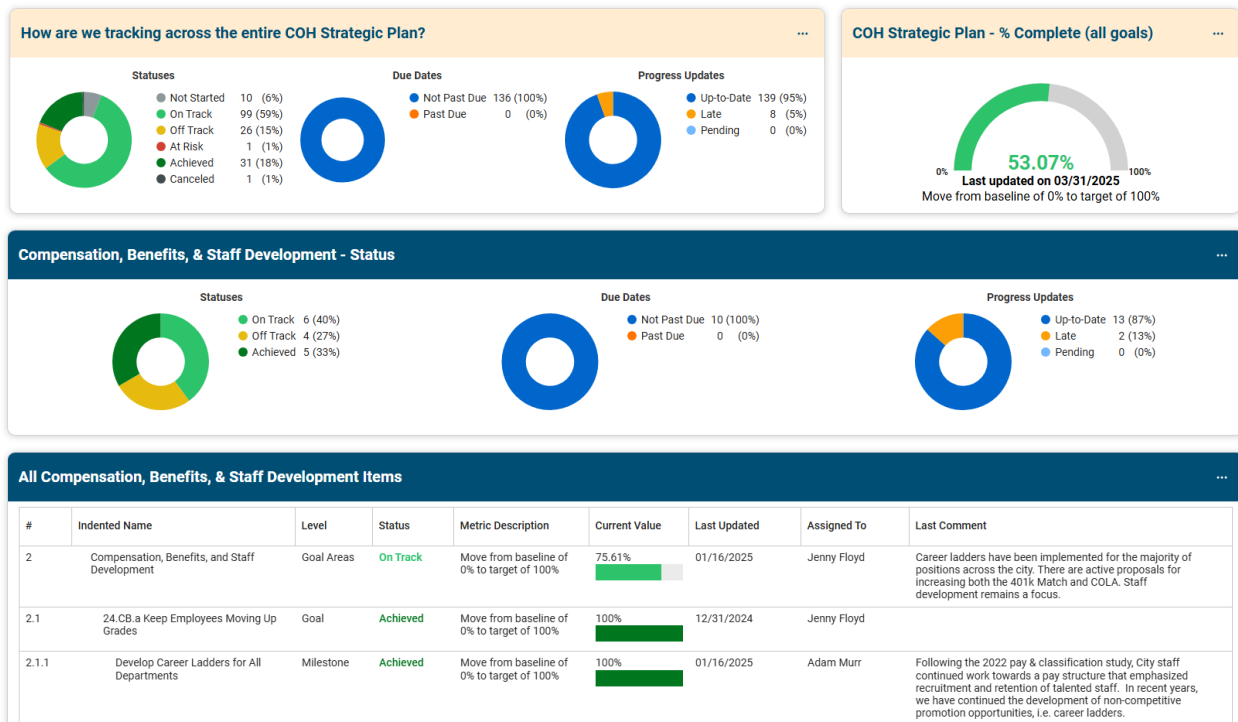 How are we tracking across the entire COH Strategic Plan?
...
Statuses
Not Started 10 (6%)
On Track 99 (59%)
Off Track 26 (15%)
At Risk 1 (1%)
Achieved 31 (18%)
Canceled 1 (1%)
Due Dates
Not Past Due 136 (100%)
Past Due 0 (0%)
Progress Updates
Up-to-Date 139 (95%)
Late 8 (5%)
Pending 0 (0%)
COH Strategic Plan - % Complete (all goals)
...
53.07%
0%
100%
Last updated on 03/31/2025
Move from baseline of 0% to target of 100%
Compensation, Benefits, & Staff Development - Status
...
Statuses
On Track 6 (40%)
Off Track 4 (27%)
Achieved 5 (33%)
Due Dates
Not Past Due 10 (100%)
Past Due 0 (0%)
Progress Updates
Up-to-Date 13 (87%)
Late 2 (13%)
Pending 0 (0%)
All Compensation, Benefits, & Staff Development Items
...
# Indented Name Level Status Metric Description Current Value Last Updated Assigned To Last Comment
2
Compensation, Benefits, and Staff
Development
Goal Areas
On Track
Move from baseline of
0% to target of 100%
75.61%
01/16/2025
Jenny Floyd
Career ladders have been implemented for the majority of
positions across the city. There are active proposals for
increasing both the 401k Match and COLA. Staff
development remains a focus.
2.1
24.CB.a Keep Employees Moving Up
Grades
Goal
Achieved
Move from baseline of
0% to target of 100%
100%
12/31/2024
Jenny Floyd
2.1.1
Develop Career Ladders for All
Departments
Milestone
Achieved
Move from baseline of
0% to target of 100%
100%
01/16/2025
Adam Murr
Following the 2022 pay & classification study, City staff
continued work towards a pay structure that emphasized
recruitment and retention of talented staff. In recent years,
we have continued the development of non-competitive
promotion opportunities, i.e. career ladders.